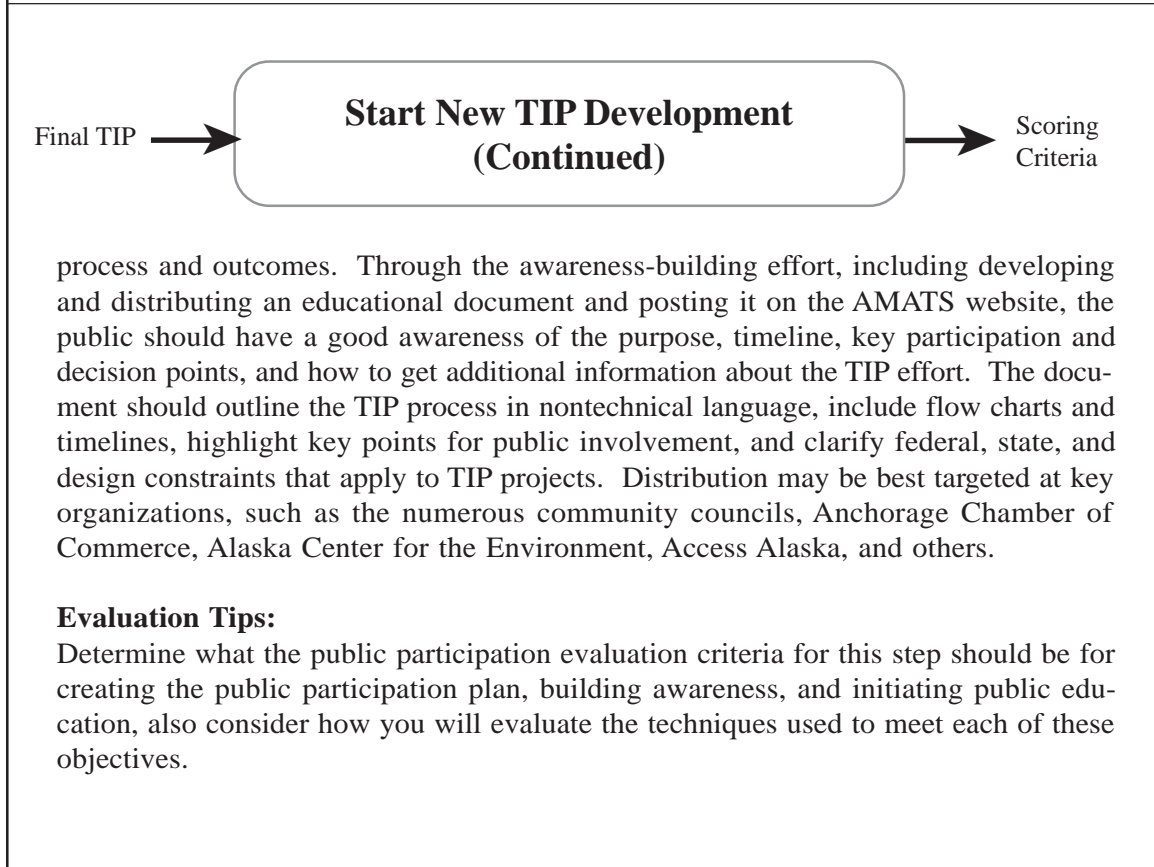 Final TIP
Start New TIP Development
(Continued)
Scoring
Criteria
process and outcomes. Through the awareness-building effort, including developing
and distributing an educational document and posting it on the AMATS website, the
public should have a good awareness of the purpose, timeline, key participation and
decision points, and how to get additional information about the TIP effort. The docu-
ment should outline the TIP process in nontechnical language, include flow charts and
timelines, highlight key points for public involvement, and clarify federal, state, and
design constraints that apply to TIP projects. Distribution may be best targeted at key
organizations, such as the numerous community councils, Anchorage Chamber of
Commerce, Alaska Center for the Environment, Access Alaska, and others.
Evaluation Tips:
Determine what the public participation evaluation criteria for this step should be for
creating the public participation plan, building awareness, and initiating public edu-
cation, also consider how you will evaluate the techniques used to meet each of these
objectives.